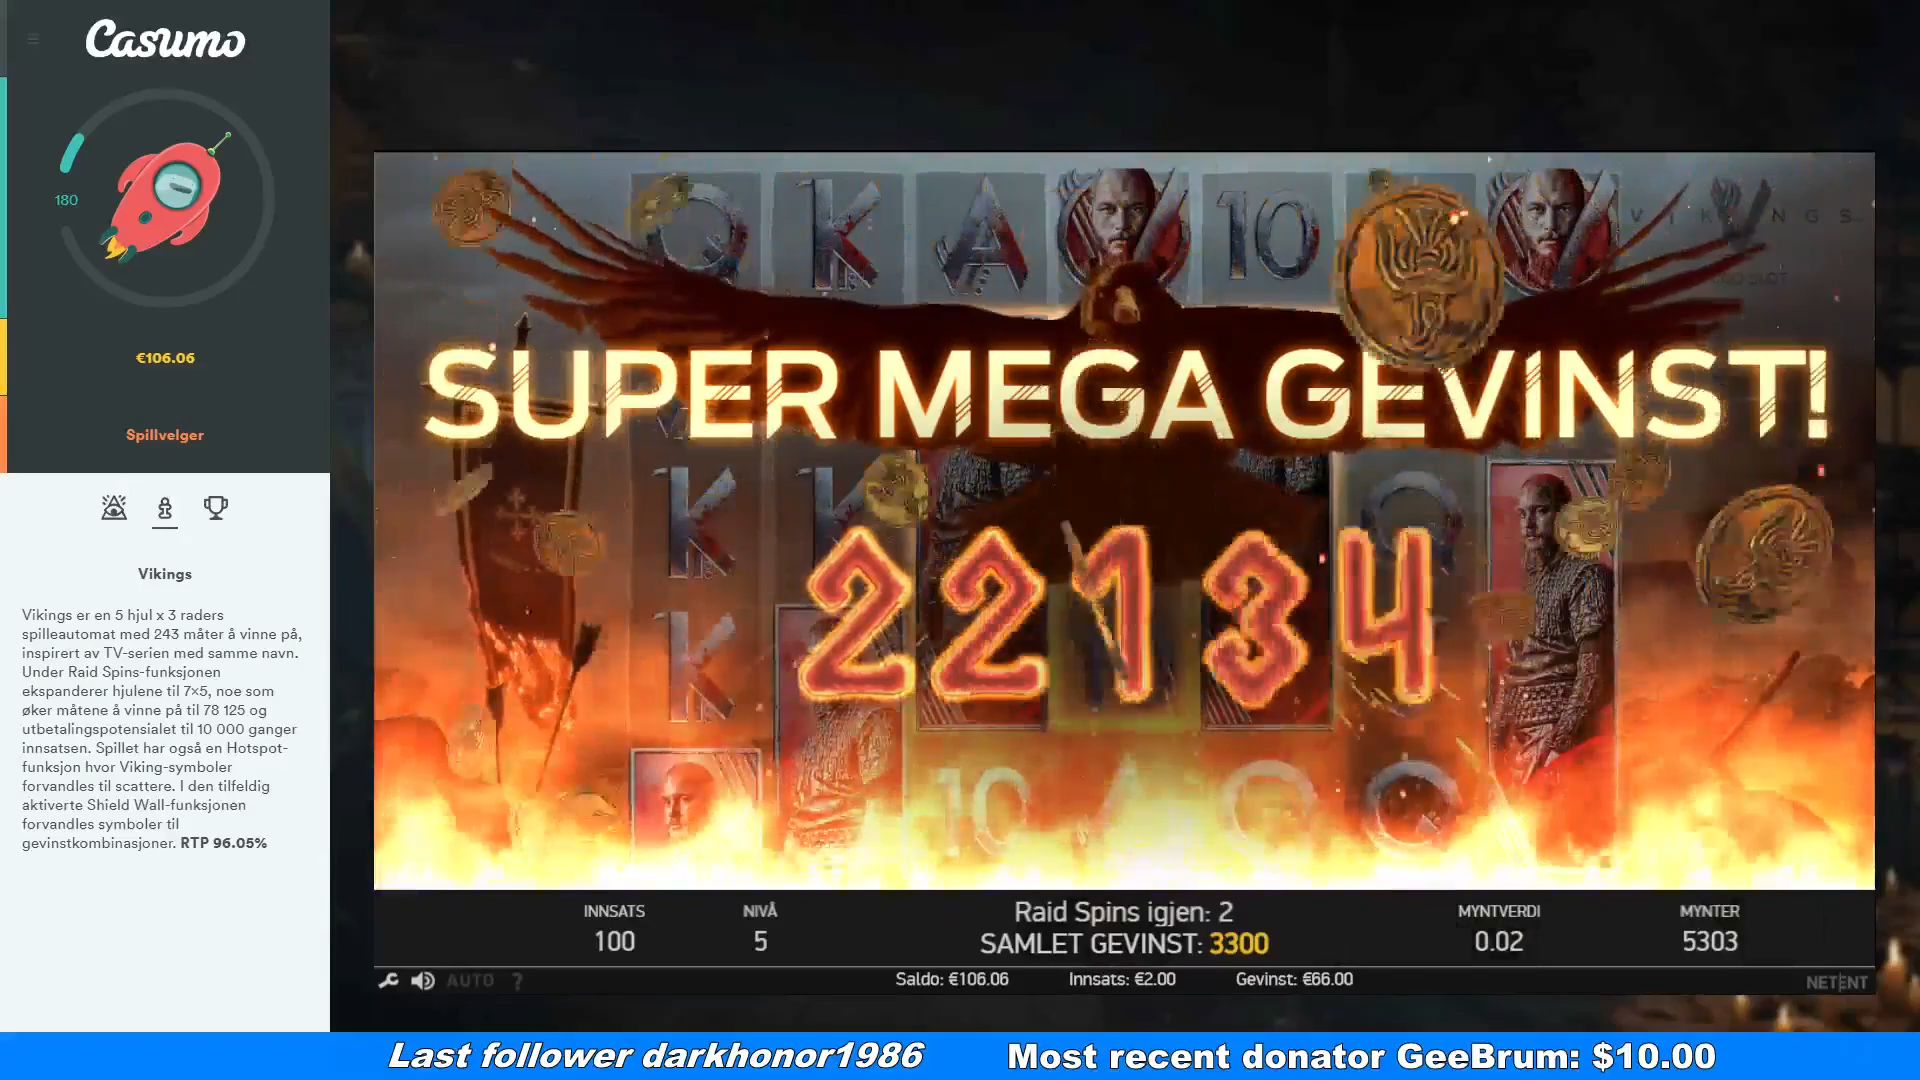 Casumo
180
€106.06
Spillvelger
Vikings
Vikings er en 5 hjul x 3 raders
spilleautomat med 243 måter å vinne på,
inspirert av TV-serien med samme navn.
Under Raid Spins-funksjonen
ekspanderer hjulene til 7×5, noe som
øker måtene å vinne på til 78 125 og
utbetalingspotensialet til 10 000 ganger
innsatsen. Spillet har også en Hotspot-
funksjon hvor Viking-symboler
forvandles til scattere. I den tilfeldig
aktiverte Shield Wall-funksjonen
forvandles symboler til
gevinstkombinasjoner. RTP 96.05%
Q K A 10
VIKINGS
SUPER MEGA GEVINST!
K K Q
22134
K
10 A Q Q
INNSATS
100
NIVÅ
5
Raid Spins igjen: 2
SAMLET GEVINST: 3300
MYNTVERDI
0.02
MYNTER
5303
AUTO ?
Saldo: €106.06 Innsats: €2.00 Gevinst: €66.00
NETENT
Last follower darkhonor1986 Most recent donator GeeBrum: $10.00